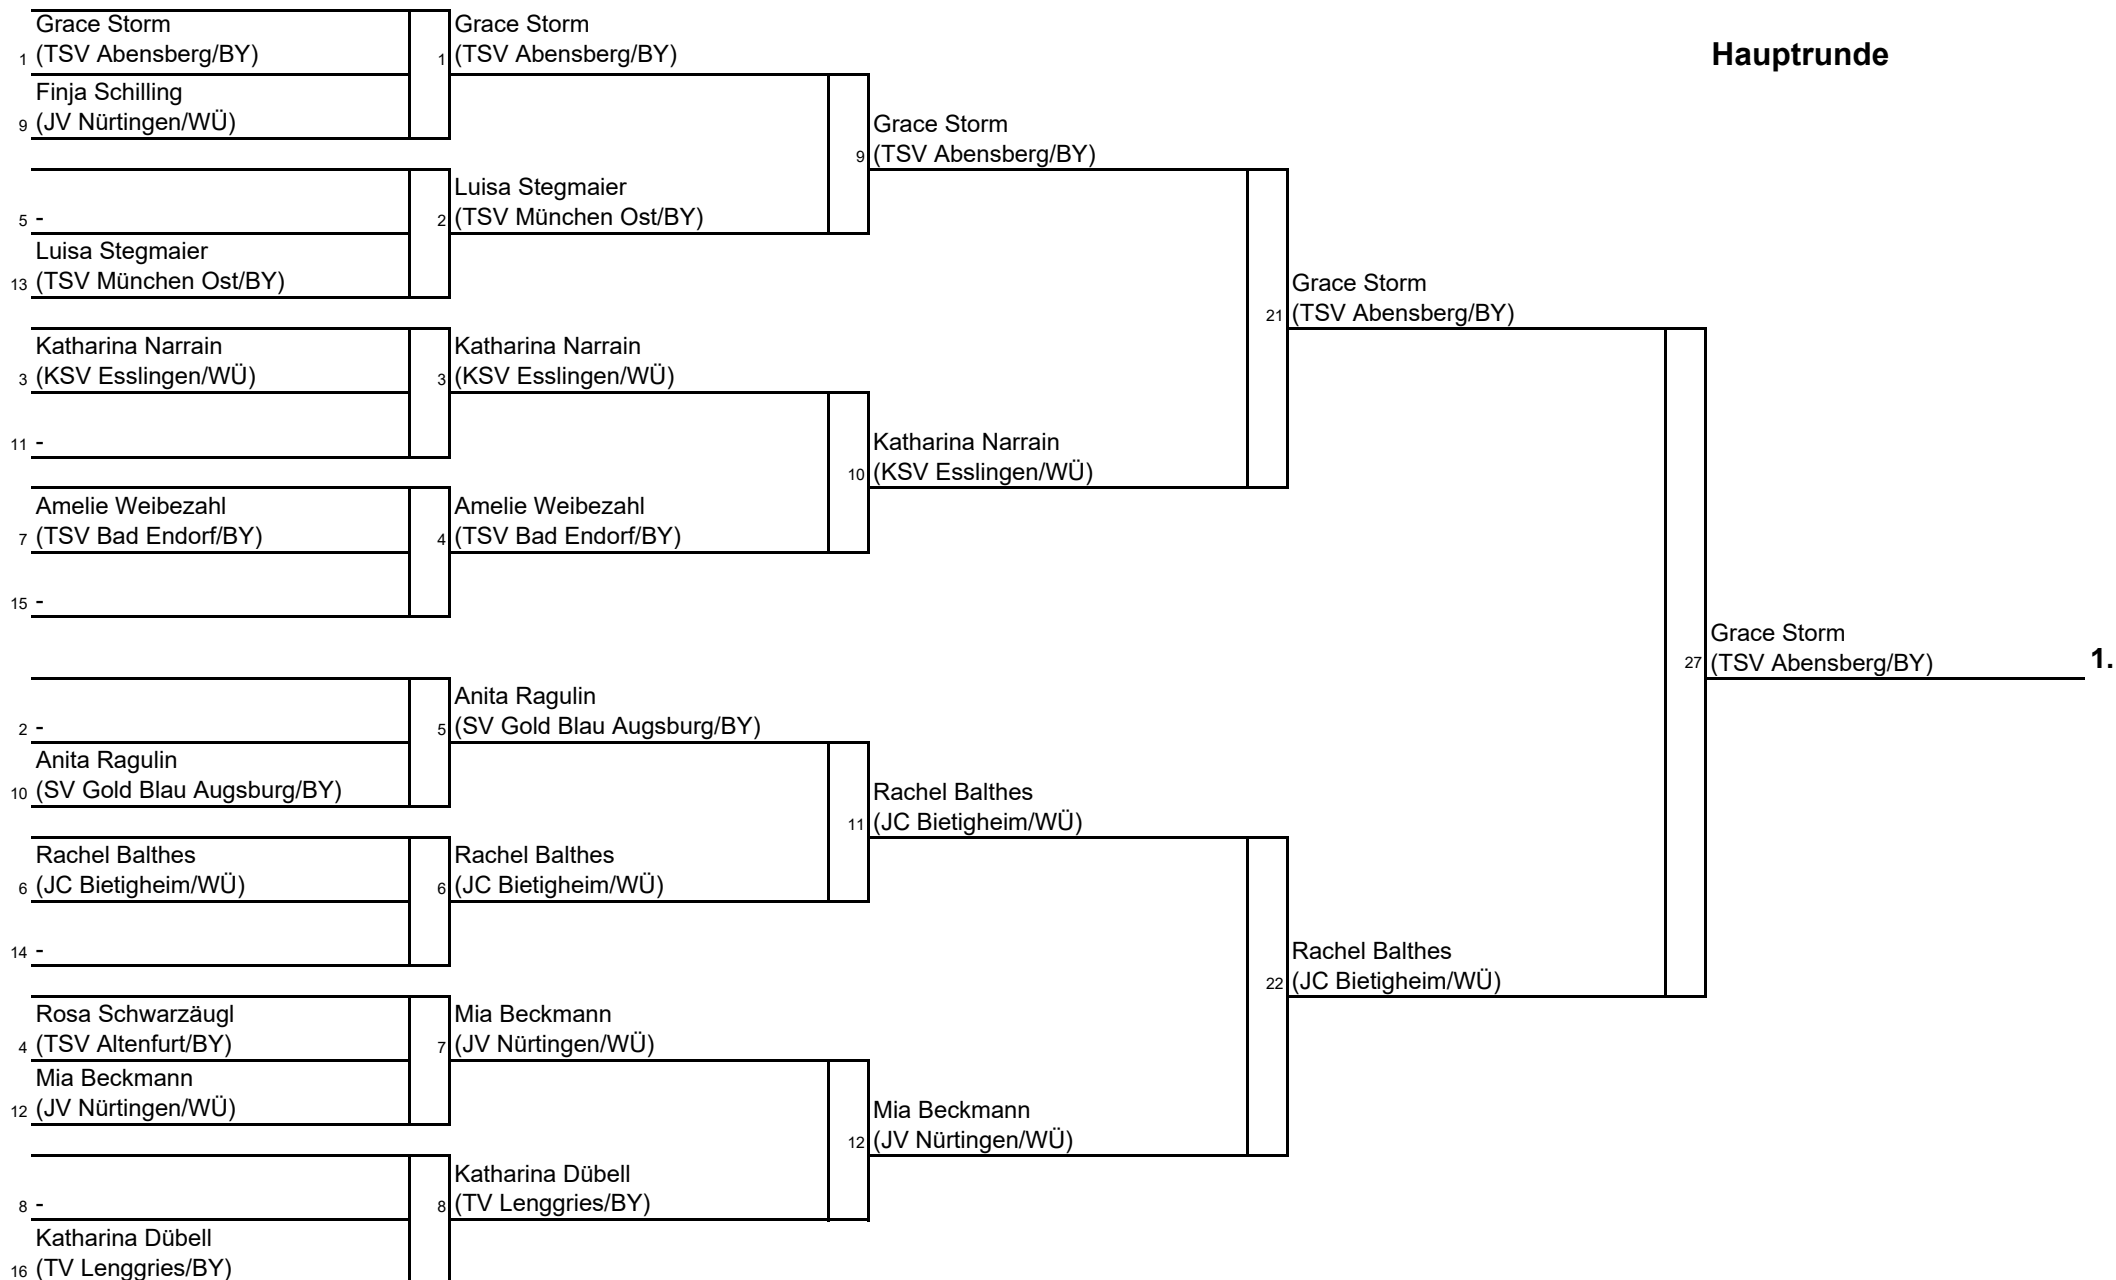 Hauptrunde
Grace Storm
1 (TSV Abensberg/BY)
Finja Schilling
9 (JV Nürtingen/WÜ)
5 -
Luisa Stegmaier
13 (TSV München Ost/BY)
Katharina Narrain
3 (KSV Esslingen/WÜ)
11 -
Amelie Weibezahl
7 (TSV Bad Endorf/BY)
15 -
2 -
Anita Ragulin
10 (SV Gold Blau Augsburg/BY)
Rachel Balthes
6 (JC Bietigheim/WÜ)
14 -
Rosa Schwarzäugl
4 (TSV Altenfurt/BY)
Mia Beckmann
12 (JV Nürtingen/WÜ)
8 -
Katharina Dübell
16 (TV Lenggries/BY)
Grace Storm
1 (TSV Abensberg/BY)
Luisa Stegmaier
2 (TSV München Ost/BY)
Katharina Narrain
3 (KSV Esslingen/WÜ)
Amelie Weibezahl
4 (TSV Bad Endorf/BY)
Anita Ragulin
5 (SV Gold Blau Augsburg/BY)
Rachel Balthes
6 (JC Bietigheim/WÜ)
Mia Beckmann
7 (JV Nürtingen/WÜ)
Katharina Dübell
8 (TV Lenggries/BY)
Grace Storm
9 (TSV Abensberg/BY)
Katharina Narrain
10 (KSV Esslingen/WÜ)
Rachel Balthes
11 (JC Bietigheim/WÜ)
Mia Beckmann
12 (JV Nürtingen/WÜ)
Grace Storm
21 (TSV Abensberg/BY)
Rachel Balthes
22 (JC Bietigheim/WÜ)
Grace Storm
27 (TSV Abensberg/BY) 1.